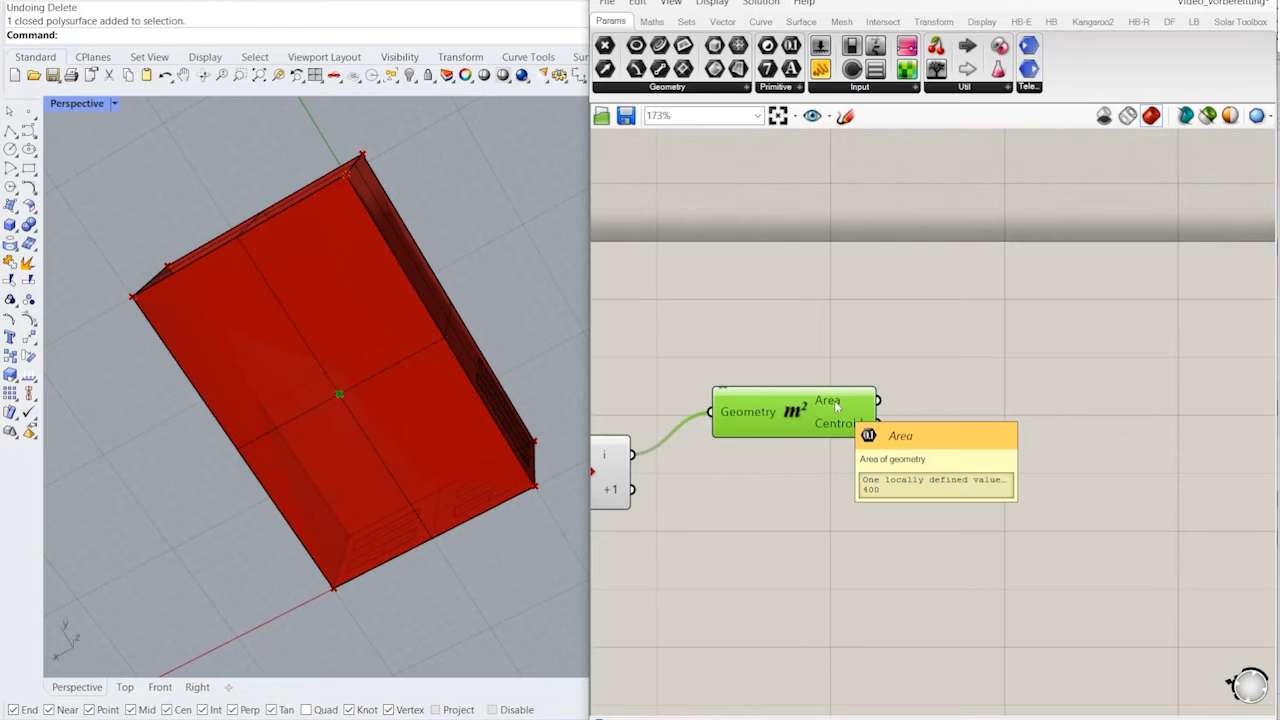 Undoing Delete
1 closed polysurface added to selection.
Command:
Standard CPlanes Set View Display Select Viewport Layout Visibility Transform Curve Tools Sur
Perspective
Perspective Top Front Right
End Near Point Mid Cen Int Perp Tan Quad Knot Vertex Project Disable
File Edit View Display Solution Help Video_Vorbereitung*
Params Maths Sets Vector Curve Surface Mesh Intersect Transform Display HB-E HB Kangaroo2 HB-R DF LB Solar Toolbox
Geometry Primitive Input Util Tele...
173%
Geometry m² Area
i
+1
Area
Area of geometry
One locally defined value…
400
y
z
x